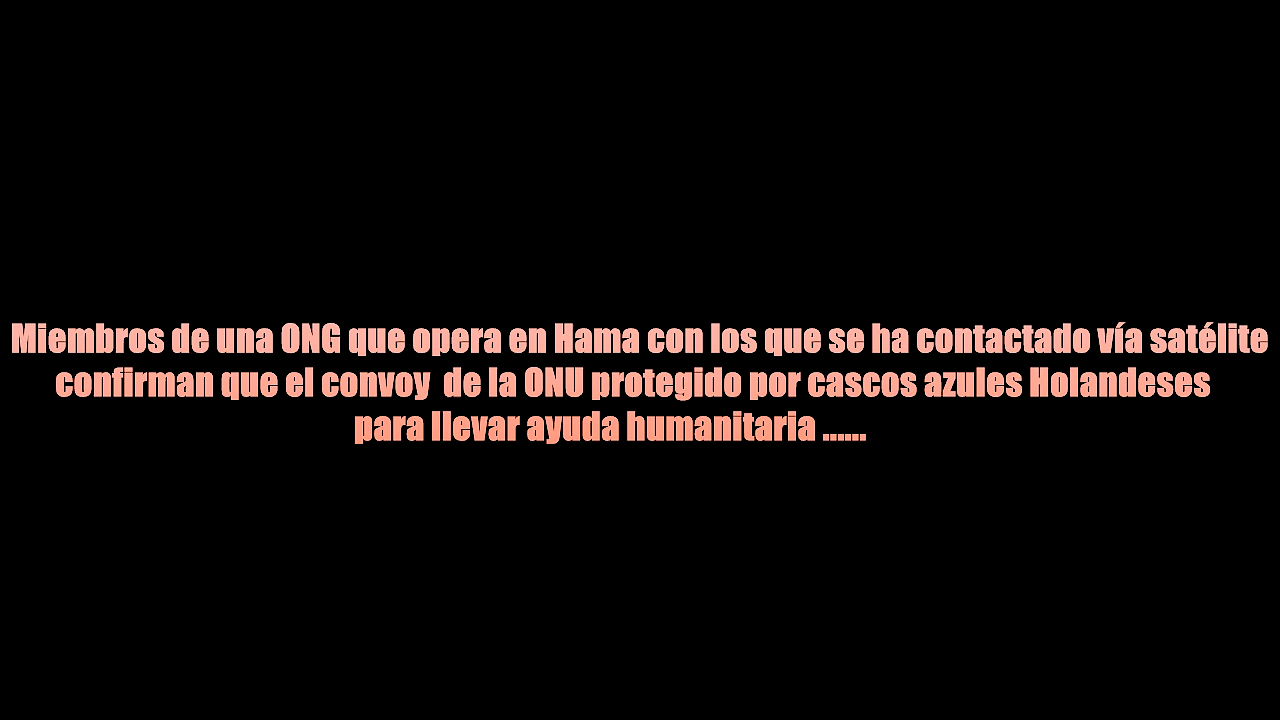 Miembros de una ONG que opera en Hama con los que se ha contactado vía satélite
confirman que el convoy  de la ONU protegido por cascos azules Holandeses
para llevar ayuda humanitaria ......